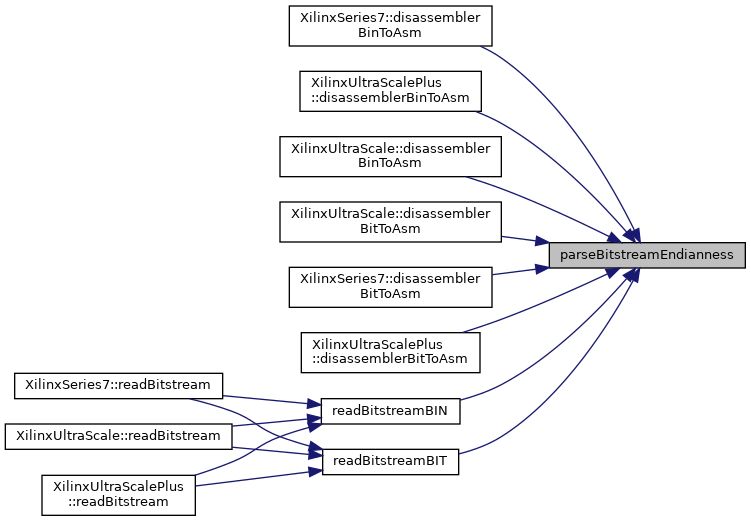 XilinxSeries7::disassembler
BinToAsm
XilinxUltraScalePlus
::disassemblerBinToAsm
XilinxUltraScale::disassembler
BinToAsm
XilinxUltraScale::disassembler
BitToAsm
parseBitstreamEndianness
XilinxSeries7::disassembler
BitToAsm
XilinxUltraScalePlus
::disassemblerBitToAsm
XilinxSeries7::readBitstream
readBitstreamBIN
XilinxUltraScale::readBitstream
readBitstreamBIT
XilinxUltraScalePlus
::readBitstream